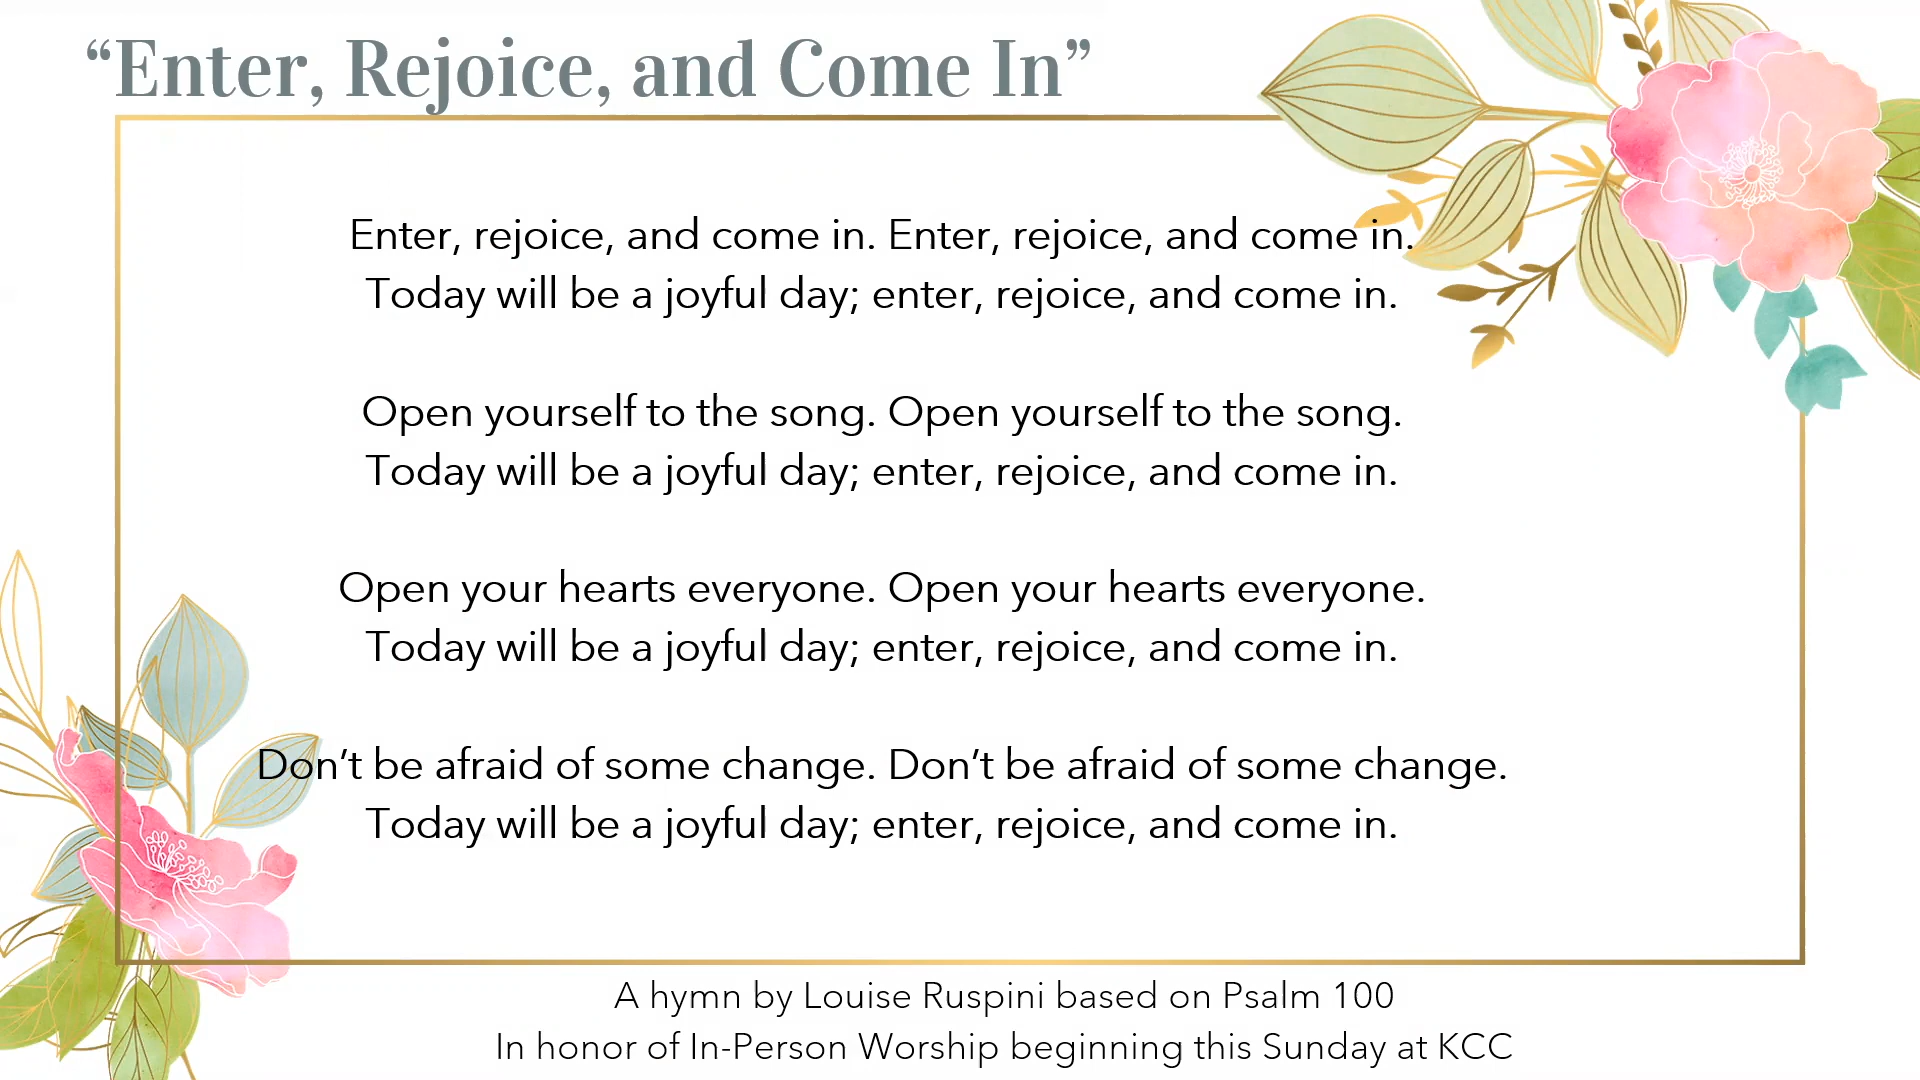 “Enter, Rejoice, and Come In”
Enter, rejoice, and come in. Enter, rejoice, and come in.
Today will be a joyful day; enter, rejoice, and come in.
Open yourself to the song. Open yourself to the song.
Today will be a joyful day; enter, rejoice, and come in.
Open your hearts everyone. Open your hearts everyone.
Today will be a joyful day; enter, rejoice, and come in.
Don’t be afraid of some change. Don’t be afraid of some change.
Today will be a joyful day; enter, rejoice, and come in.
A hymn by Louise Ruspini based on Psalm 100
In honor of In-Person Worship beginning this Sunday at KCC